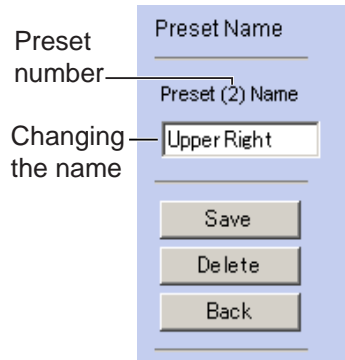 Preset Name
Preset
number
Preset (2) Name
Changing
the name
Upper Right
Save
Delete
Back